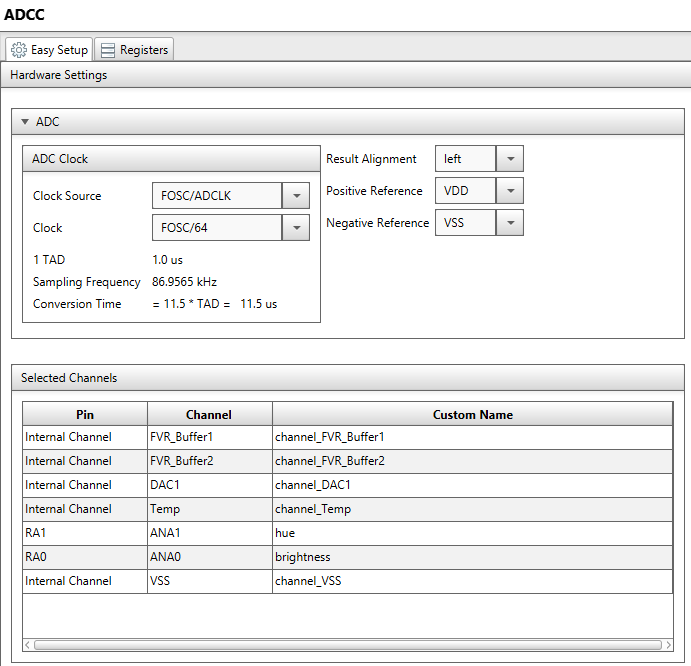 ADCC
Easy Setup Registers
Hardware Settings
ADC
ADC Clock
Clock Source FOSC/ADCLK
Clock FOSC/64
1 TAD 1.0 us
Sampling Frequency 86.9565 kHz
Conversion Time = 11.5 * TAD = 11.5 us
Result Alignment left
Positive Reference VDD
Negative Reference VSS
Selected Channels
Pin Channel Custom Name
Internal Channel FVR_Buffer1 channel_FVR_Buffer1
Internal Channel FVR_Buffer2 channel_FVR_Buffer2
Internal Channel DAC1 channel_DAC1
Internal Channel Temp channel_Temp
RA1 ANA1 hue
RA0 ANA0 brightness
Internal Channel VSS channel_VSS